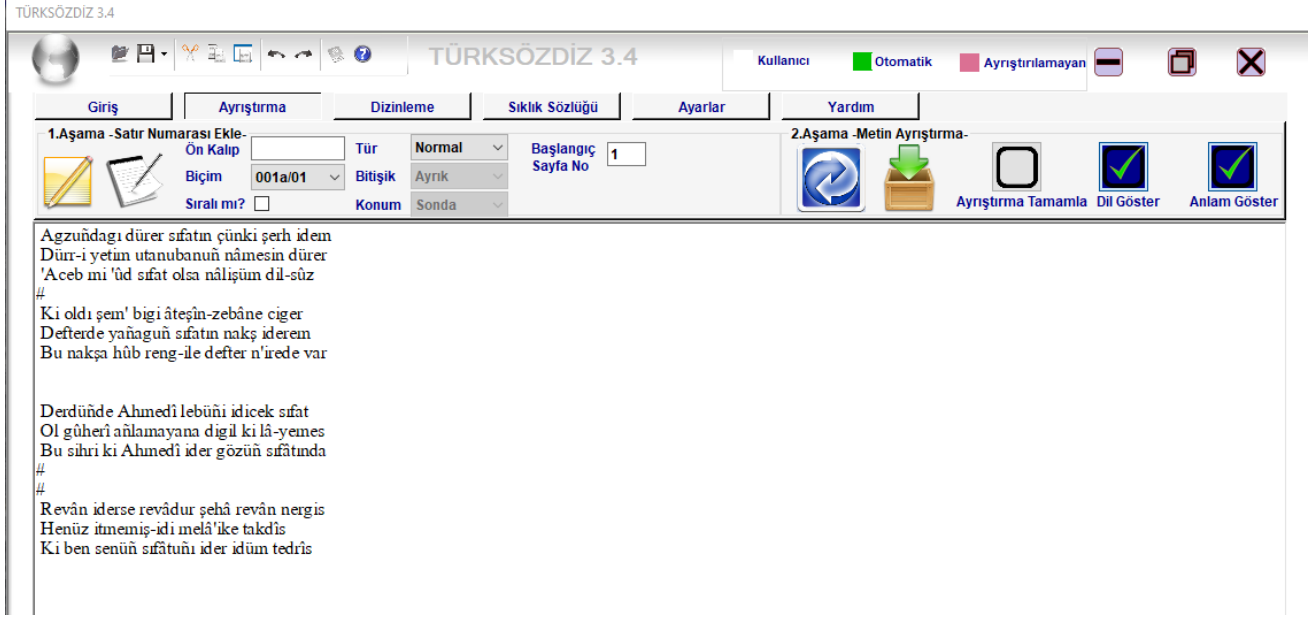 TÜRKSÖZDİZ 3.4
TÜRKSÖZDİZ 3.4
Kullanıcı
Otomatik
Ayrıştırılamayan
Giriş
Ayrıştırma
Dizinleme
Sıklık Sözlüğü
Ayarlar
Yardım
1.Aşama -Satır Numarası Ekle-
Ön Kalıp
Tür
Normal
Başlangıç
Sayfa No
1
Biçim
001a/01
Bitişik
Ayrık
Sıralı mı?
Konum
Sonda
2.Aşama -Metin Ayrıştırma-
Ayrıştırma Tamamla
Dil Göster
Anlam Göster
Agzuñdagı dürer sıfatın çünki şerh idem
Dürr-i yetim utanubanuñ nâmesin dürer
'Aceb mi 'ûd sıfat olsa nâlişüm dil-sûz
#
Ki oldı şem' bigi âteşîn-zebâne ciger
Defterde yañaguñ sıfatın nakş iderem
Bu nakşa hûb reng-ile defter n'irede var
Derdüñde Ahmedî lebüñi idicek sıfat
Ol gûherî añlamayana digil ki lâ-yemes
Bu sihri ki Ahmedî ider gözüñ sıfâtında
#
#
Revân iderse revâdur şehâ revân nergis
Henüz itmemiş-idi melâ'ike takdîs
Ki ben senüñ sıfâtuñı ider idüm tedrîs